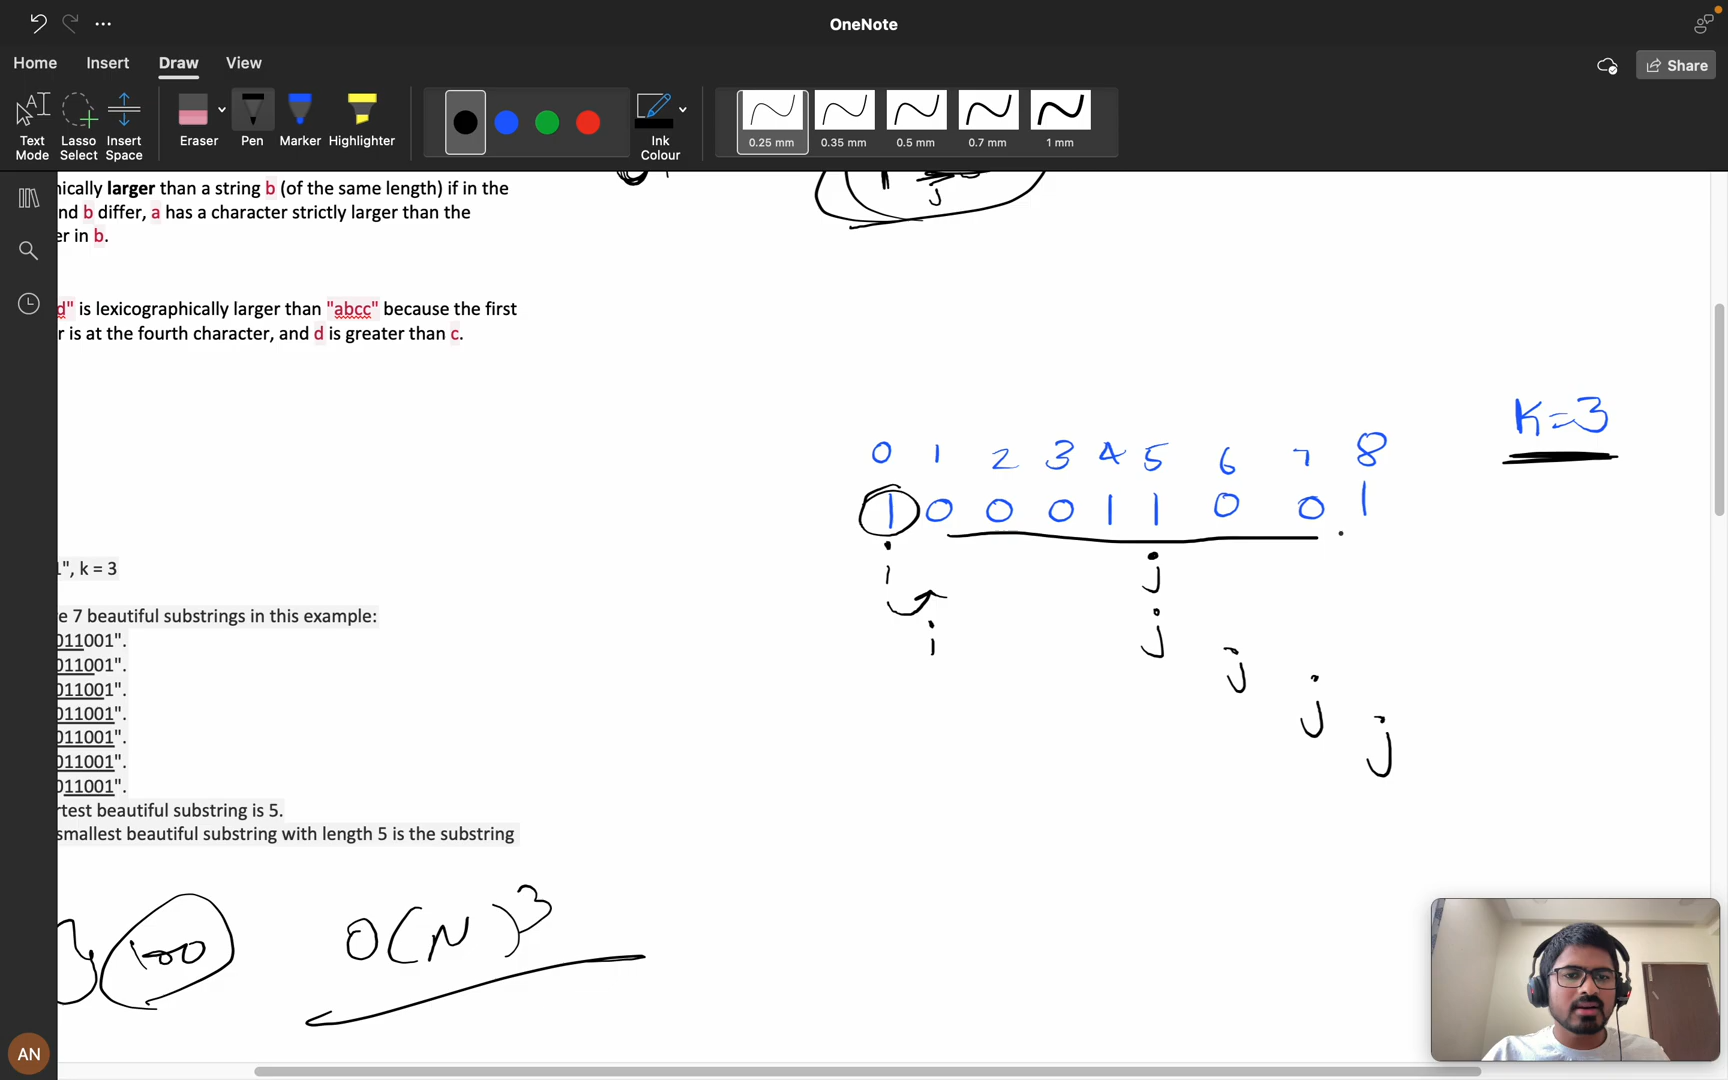 OneNote
Home Insert Draw View
Share
Text Mode
Lasso Select
Insert Space
Eraser
Pen
Marker
Highlighter
Ink Colour
0.25 mm
0.35 mm
0.5 mm
0.7 mm
1 mm
nically larger than a string b (of the same length) if in the
nd b differ, a has a character strictly larger than the
er in b.
d" is lexicographically larger than "abcc" because the first
r is at the fourth character, and d is greater than c.
K=3
0 1 2 3 4 5 6 7 8
1 0 0 0 1 1 0 0 1
i j
i j
j
j
j
1", k = 3
e 7 beautiful substrings in this example:
011001".
011001".
011001".
011001".
011001".
011001".
011001".
rtest beautiful substring is 5.
smallest beautiful substring with length 5 is the substring
100
O(N)³
AN